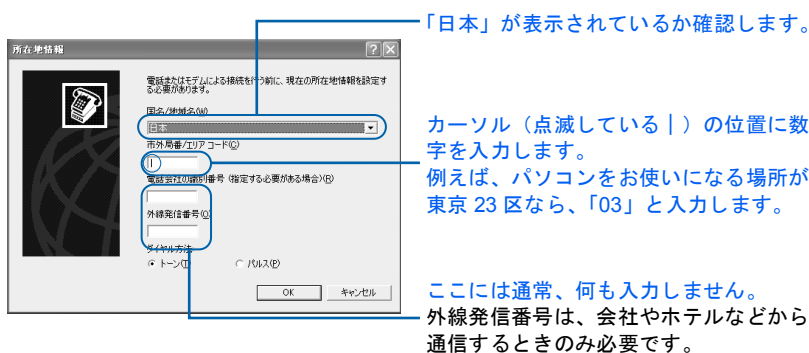 「日本」が表示されているか確認します。
所在地情報
電話またはモデムによる接続を行う前に、現在の所在地情報を設定す
る必要があります。
国名/地域名(W)
日本
市外局番/エリア コード(C)
電話会社の識別番号 (指定する必要がある場合)(R)
外線発信番号(O)
ダイヤル方法:
トーン(T)
パルス(P)
OK
キャンセル
カーソル（点滅している｜）の位置に数
字を入力します。
例えば、パソコンをお使いになる場所が
東京 23 区なら、「03」と入力します。
ここには通常、何も入力しません。
外線発信番号は、会社やホテルなどから
通信するときのみ必要です。